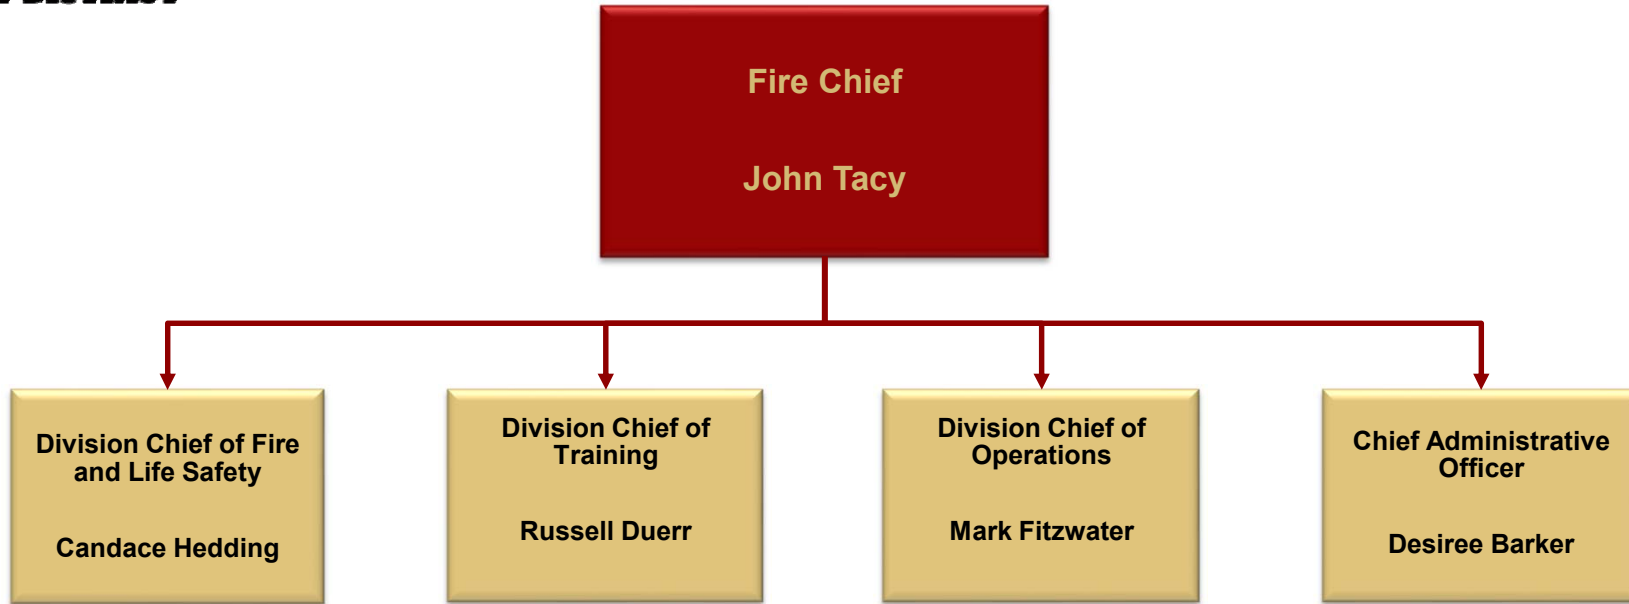 Fire Chief
John Tacy
Division Chief of Fire
and Life Safety
Candace Hedding
Division Chief of
Training
Russell Duerr
Division Chief of
Operations
Mark Fitzwater
Chief Administrative
Officer
Desiree Barker